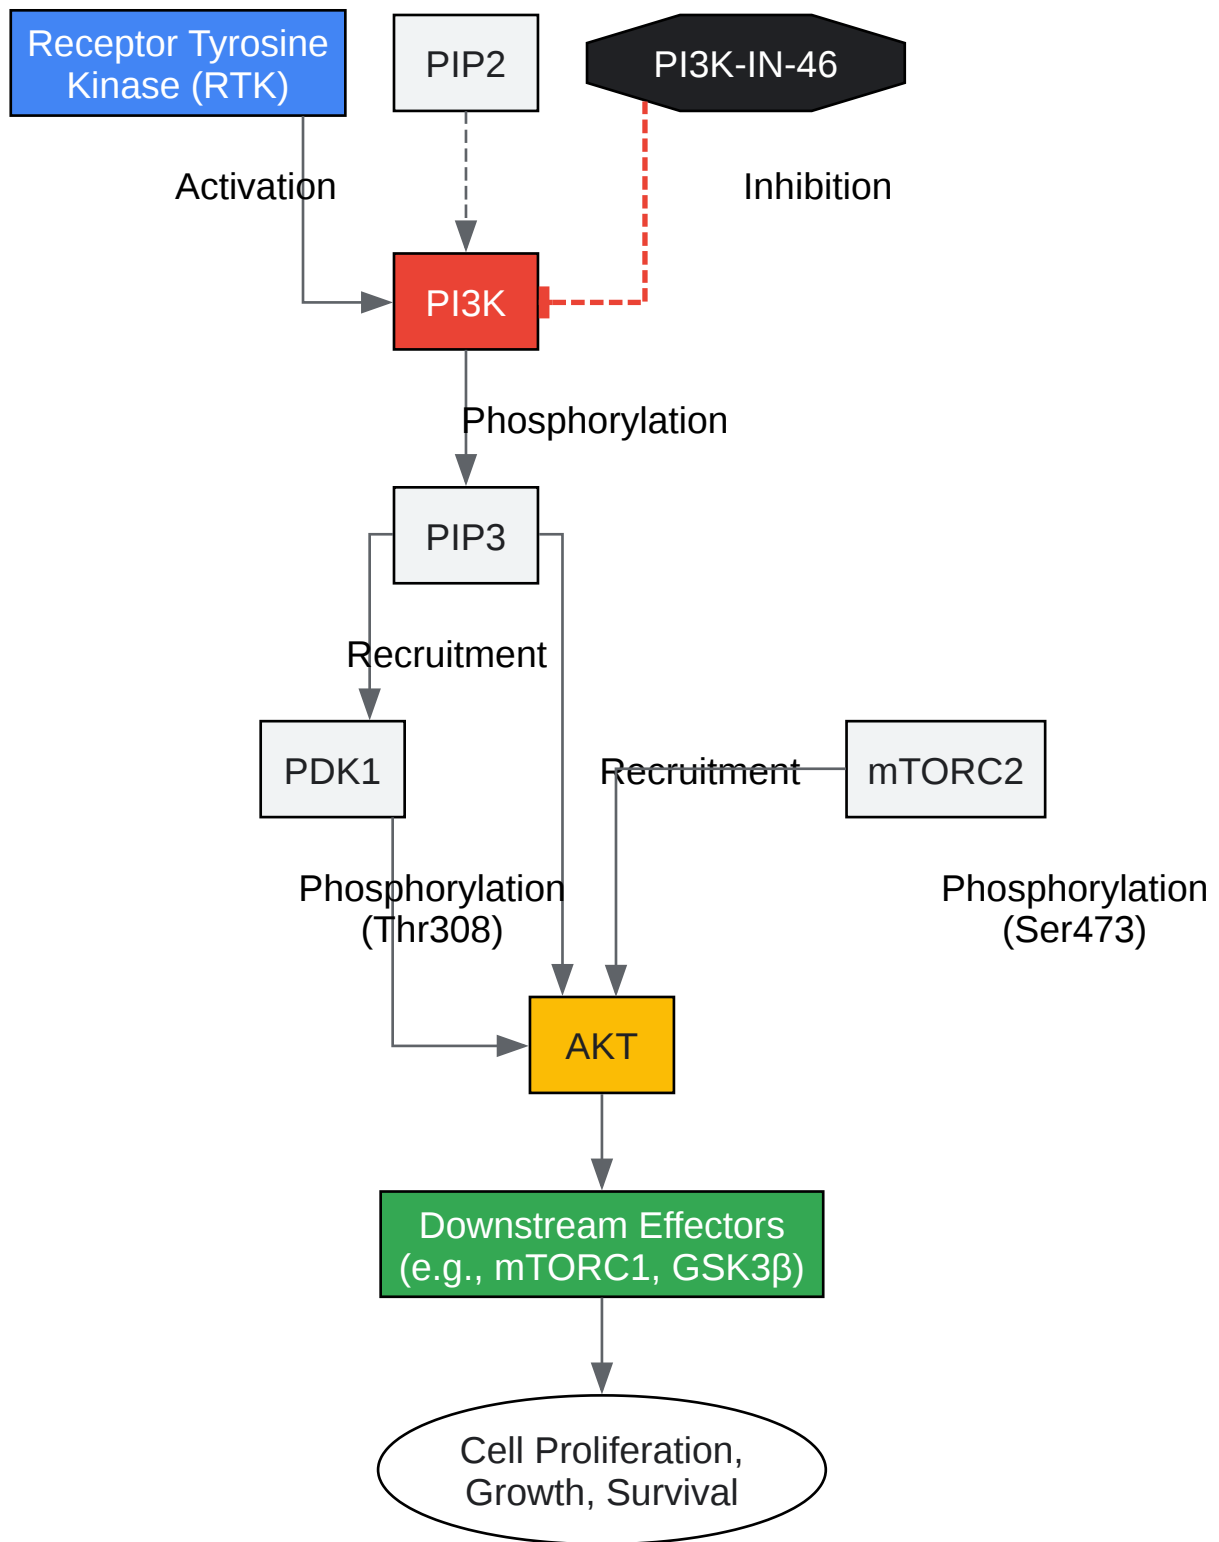 Receptor Tyrosine
Kinase (RTK)
PIP2
PI3K-IN-46
Activation
Inhibition
PI3K
Phosphorylation
PIP3
Recruitment
PDK1
Recruitment
mTORC2
Phosphorylation
(Thr308)
Phosphorylation
(Ser473)
AKT
Downstream Effectors
(e.g., mTORC1, GSK3β)
Cell Proliferation,
Growth, Survival